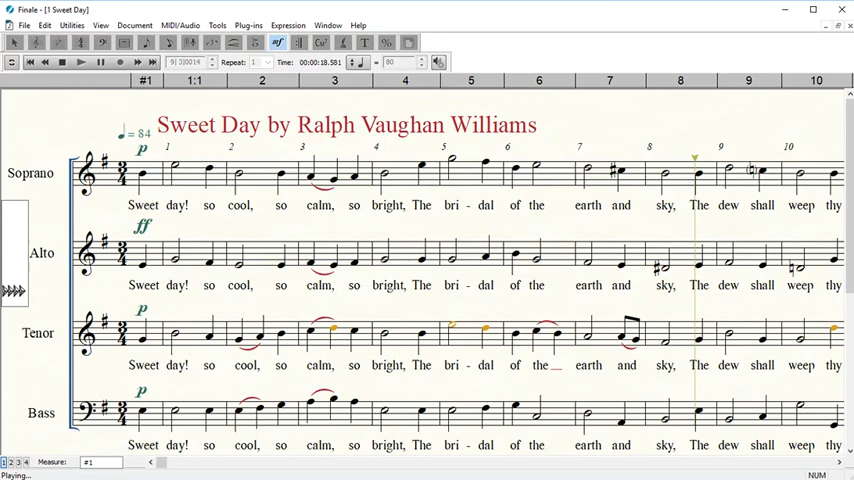 Finale - [1 Sweet Day]
File Edit Utilities View Document MIDI/Audio Tools Plug-ins Expression Window Help
mf T %
9| 3|0014 Repeat: 1 Time: 00:00:18.581 = 80
#1 1:1 2 3 4 5 6 7 8 9 10
Sweet Day by Ralph Vaughan Williams
= 84
p 1 2 3 4 5 6 7 8 9 10
Soprano
Sweet day! so cool, so calm, so bright, The bri - dal of the earth and sky, The dew shall weep thy
ff
Alto
Sweet day! so cool, so calm, so bright, The bri - dal of the earth and sky, The dew shall weep thy
p
Tenor
Sweet day! so cool, so calm, so bright, The bri - dal of the_ earth and sky, The dew shall weep thy
p
Bass
Sweet day! so cool, so calm, so bright, The bri - dal of the earth and sky, The dew shall weep thy
1 2 3 4 Measure: #1
Playing... NUM